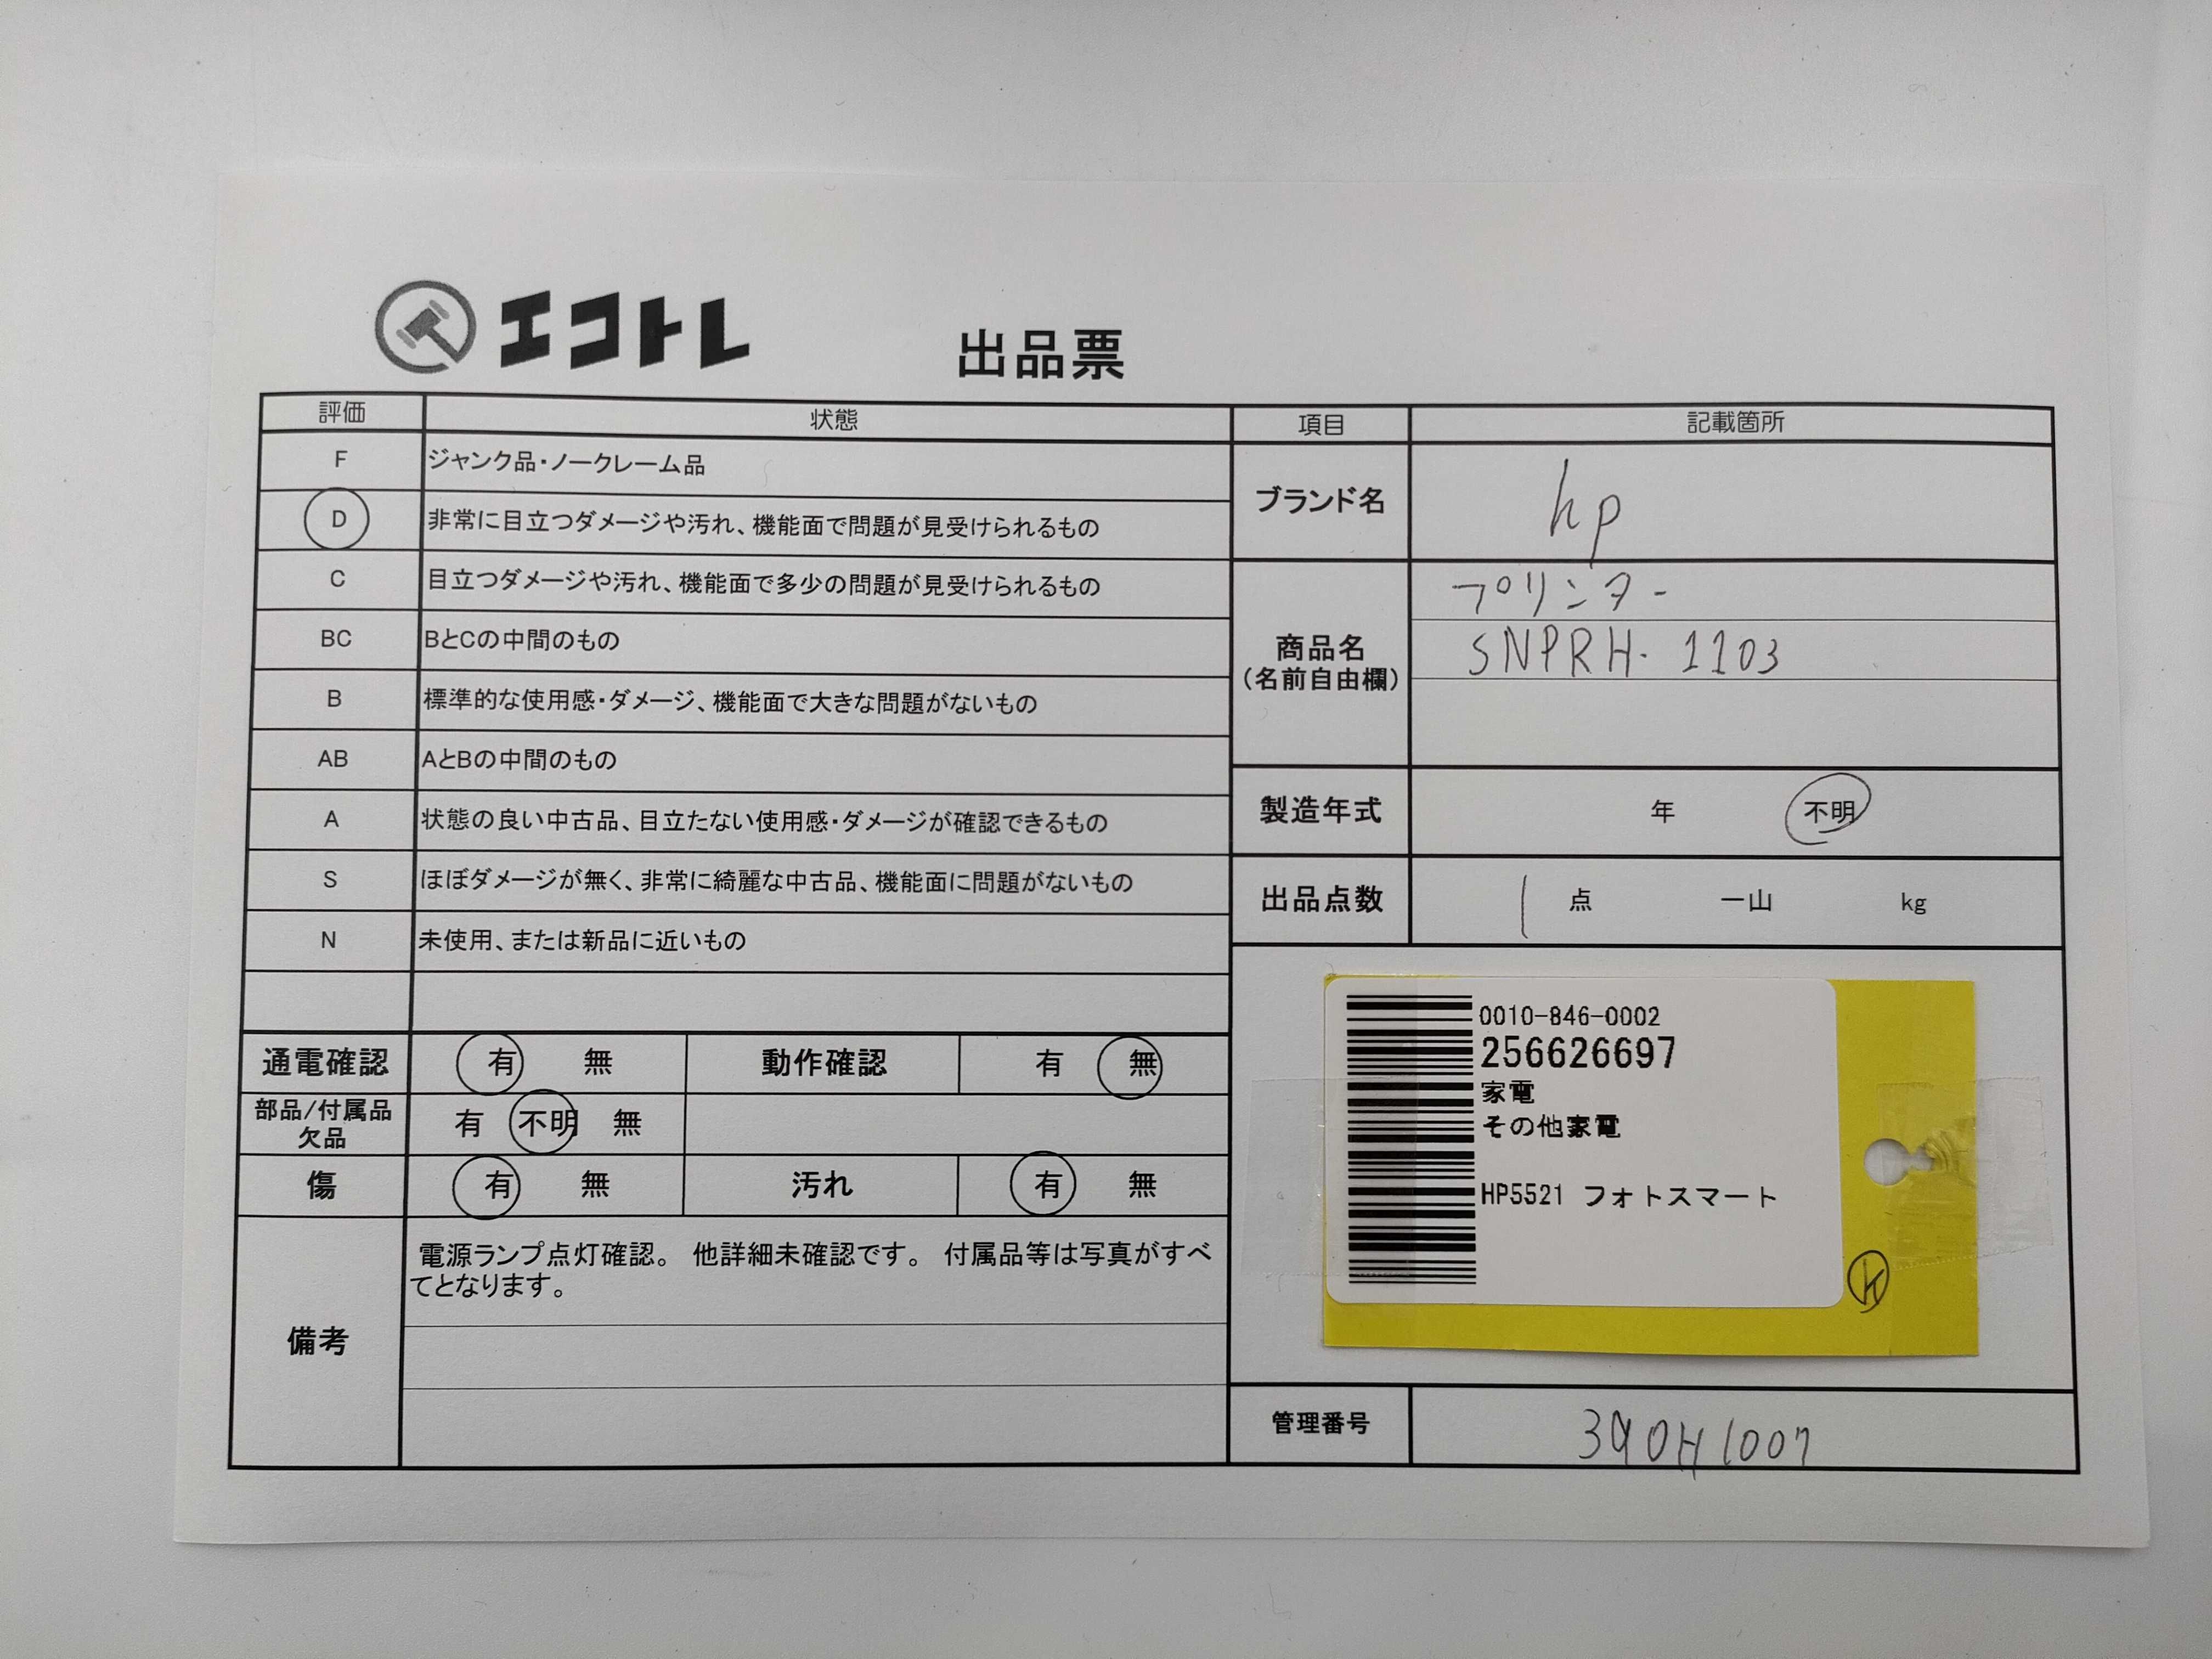 エコトレ
出品票
評価 状態
F ジャンク品・ノークレーム品
D 非常に目立つダメージや汚れ、機能面で問題が見受けられるもの
C 目立つダメージや汚れ、機能面で多少の問題が見受けられるもの
BC BとCの中間のもの
B 標準的な使用感・ダメージ、機能面で大きな問題がないもの
AB AとBの中間のもの
A 状態の良い中古品、目立たない使用感・ダメージが確認できるもの
S ほぼダメージが無く、非常に綺麗な中古品、機能面に問題がないもの
N 未使用、または新品に近いもの
通電確認 有 無 動作確認 有 無
部品/付属品
欠品 有 不明 無
傷 有 無 汚れ 有 無
備考
電源ランプ点灯確認。 他詳細未確認です。 付属品等は写真がすべ
てとなります。
項目 記載箇所
ブランド名 hp
商品名
(名前自由欄)
プリンター
SNPRH-1103
製造年式 年 不明
出品点数 1 点 一山 kg
0010-846-0002
256626697
家電
その他家電
HP5521 フォトスマート
管理番号 390H1007